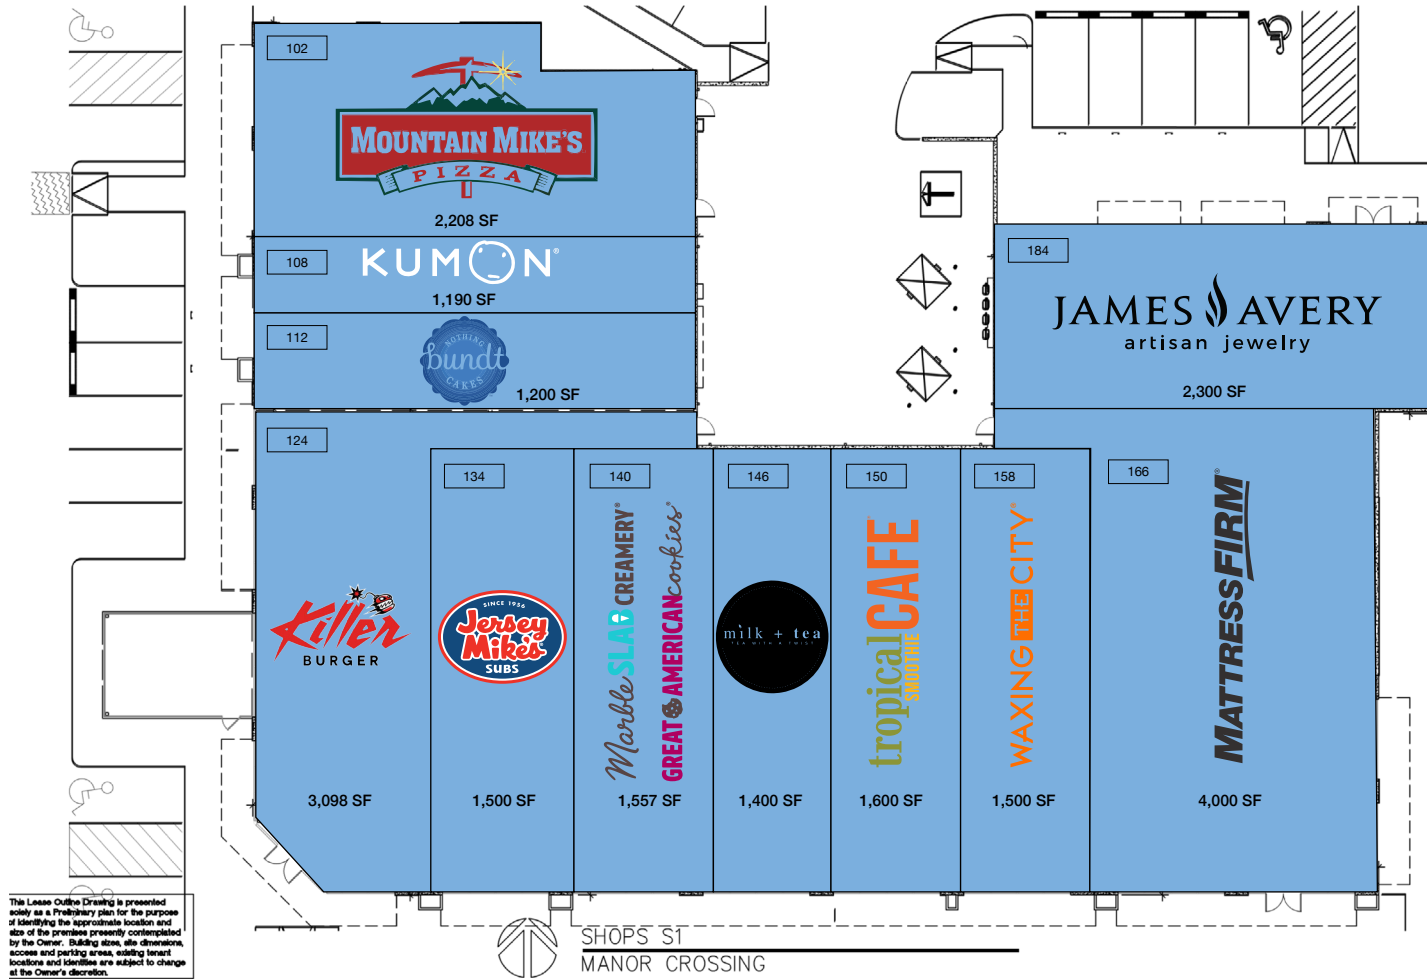 102
MOUNTAIN MIKE'S
PIZZA
2,208 SF
108
KUMON®
1,190 SF
112
NOTHING
bundt
CAKES
1,200 SF
184
JAMES AVERY
artisan jewelry
2,300 SF
124
Killer
BURGER
3,098 SF
134
SINCE 1956
Jersey
Mike's
SUBS
1,500 SF
140
Marble SLAB CREAMERY®
GREAT AMERICAN cookies®
1,557 SF
146
milk + tea
TEA WITH A TWIST
1,400 SF
150
tropical CAFE
SMOOTHIE
1,600 SF
158
WAXING THE CITY®
1,500 SF
166
MATTRESSFIRM®
4,000 SF
This Lease Outline Drawing is presented
solely as a Preliminary plan for the purpose
of identifying the approximate location and
size of the premises presently contemplated
by the Owner. Building sizes, site dimensions,
access and parking areas, existing tenant
locations and identities are subject to change
at the Owner's discretion.
SHOPS S1
MANOR CROSSING